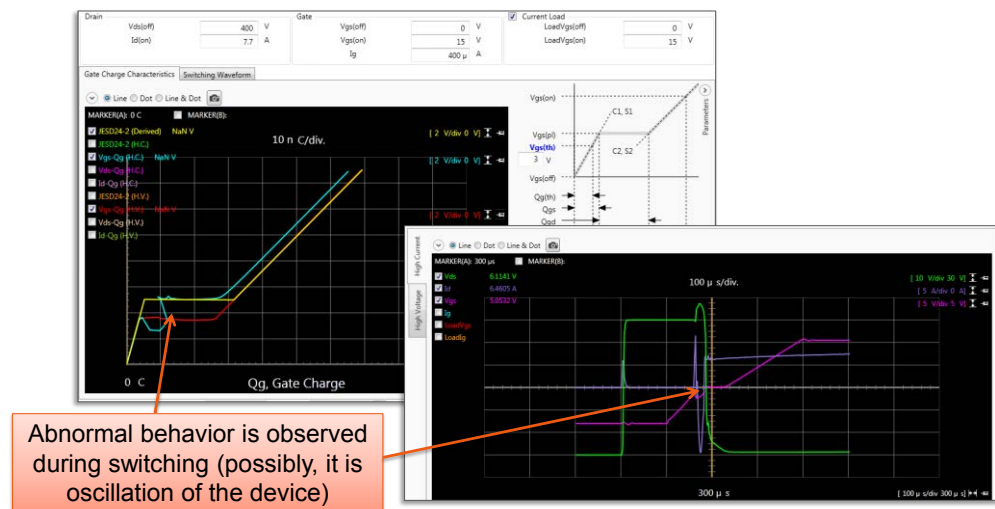 Drain
Vds(off) 400 V
Id(on) 7.7 A
Gate
Vgs(off) 0 V
Vgs(on) 15 V
Ig 400 μ A
Current Load
LoadVgs(off) 0 V
LoadVgs(on) 15 V
Gate Charge Characteristics Switching Waveform
Line Dot Line & Dot
MARKER(A): 0 C MARKER(B):
10 n C/div.
JESD24-2 (Derived) NaN V [ 2 V/div 0 V]
JESD24-2 (H.C.)
Vgs-Qg (H.C.) NaN V [ 2 V/div 0 V]
Vds-Qg (H.C.)
Id-Qg (H.C.)
JESD24-2 (H.V.)
Vgs-Qg (H.V.) NaN V [ 2 V/div 0 V]
Vds-Qg (H.V.)
Id-Qg (H.V.)
0 C Qg, Gate Charge
Vgs(on)
C1, S1
Vgs(pl)
Vgs(th)
3 V
C2, S2
Vgs(off)
Qg(th)
Qgs
Qgd
Parameters
High Current
High Voltage
Line Dot Line & Dot
MARKER(A): 300 μs MARKER(B):
100 μ s/div.
Vds 6.1141 V [ 10 V/div 30 V]
Id 6.4605 A [ 5 A/div 0 A]
Vgs 5.0532 V [ 5 V/div 5 V]
Ig
LoadVgs
LoadIg
300 μ s [ 100 μ s/div 300 μ s]
Abnormal behavior is observed
during switching (possibly, it is
oscillation of the device)